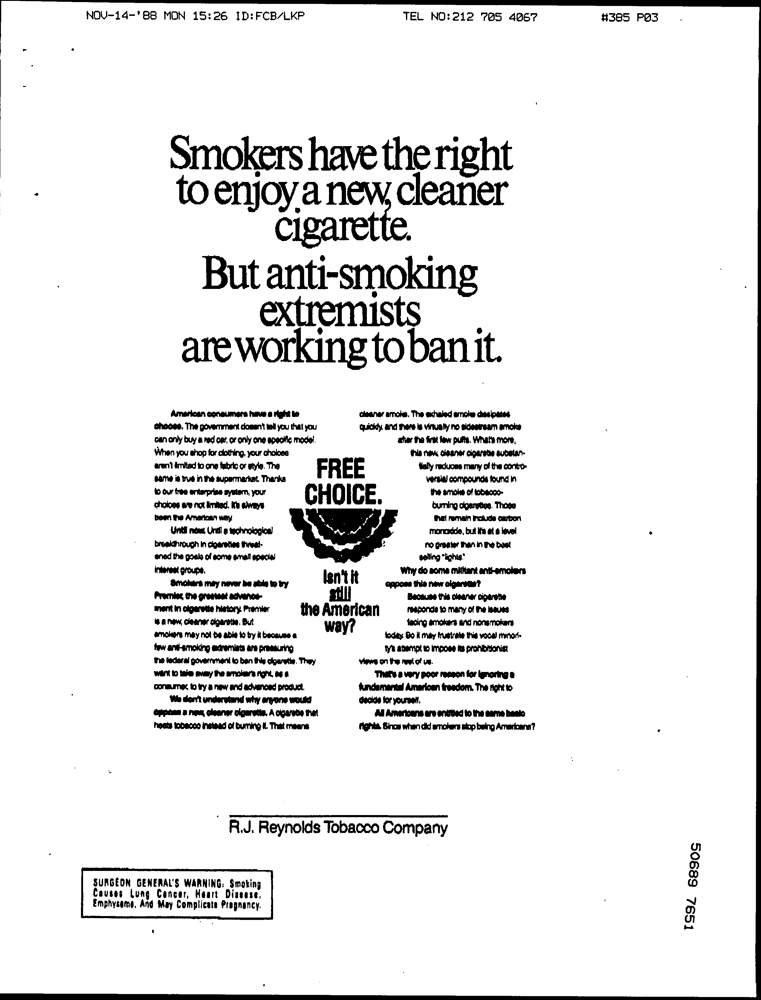 NOV-14-'88 MON 15:26 ID:FCB/LKP TEL NO:212 705 4067 #385 P03
Smokers have the right
to enjoy a new, cleaner
cigarette.
But anti-smoking
extremists
are working to ban it.
American consumers have a right to
choose. The government doesn't tell you that you
can only buy a red car, or only one specific model.
When you shop for clothing, your choices
aren't limited to one fabric or style. The
same is true in the supermarket. Thanks
to our free enterprise system, your
choices are not limited. It's always
been the American way.
Until now. Until a technological
breakthrough in cigarettes threat-
ened the goals of some small special
interest groups.
Smokers may never be able to try
Premier, the greatest advance-
ment in cigarette history. Premier
is a new, cleaner cigarette. But
smokers may not be able to try it because a
few anti-smoking extremists are pressuring
the federal government to ban this cigarette. They
want to take away the smoker's right, as a
consumer, to try a new and advanced product.
We don't understand why anyone would
oppose a new, cleaner cigarette. A cigarette that
heats tobacco instead of burning it. That means
FREE
CHOICE.
Isn't it
still
the American
way?
cleaner smoke. The exhaled smoke dissipates
quickly, and there is virtually no sidestream smoke
after the first few puffs. What's more,
this new, cleaner cigarette substan-
tially reduces many of the contro-
versial compounds found in
the smoke of tobacco-
burning cigarettes. Those
that remain include carbon
monoxide, but it's at a level
no greater than in the best
selling "lights."
Why do some militant anti-smokers
oppose this new cigarette?
Because this cleaner cigarette
responds to many of the issues
facing smokers and nonsmokers
today. So it may frustrate this vocal minori-
ty's attempt to impose its prohibitionist
views on the rest of us.
That's a very poor reason for ignoring a
fundamental American freedom. The right to
decide for yourself.
All Americans are entitled to the same basic
rights. Since when did smokers stop being Americans?
R.J. Reynolds Tobacco Company
SURGEON GENERAL'S WARNING: Smoking
Causes Lung Cancer, Heart Disease,
Emphysema, And May Complicate Pregnancy.
50689 7651